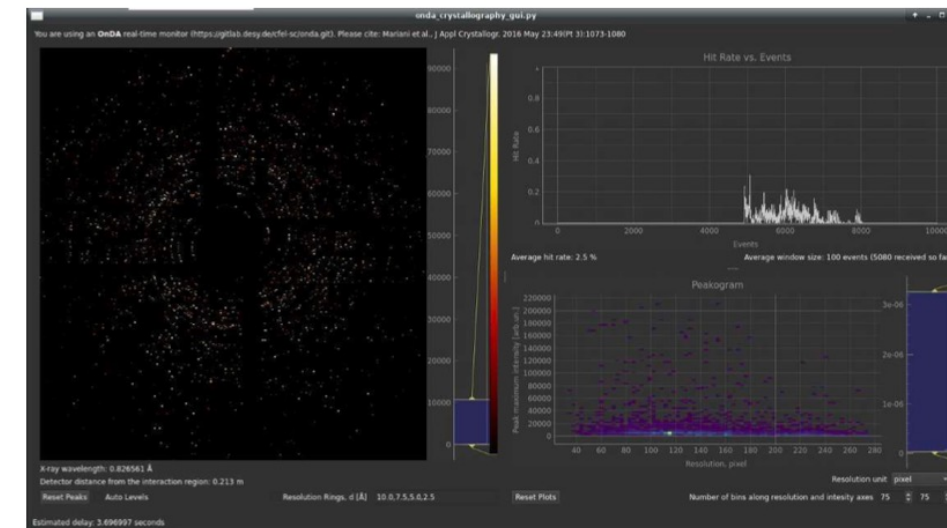 onda_crystallography_gui.py
You are using an OnDA real-time monitor (https://gitlab.desy.de/cfel-sc/onda.git). Please cite: Mariani et al., J Appl Crystallogr. 2016 May 23;49(Pt 3):1073-1080
90000
80000
70000
60000
50000
40000
30000
20000
10000
0
Hit Rate vs. Events
Hit Rate
0.8
0.6
0.4
0.2
0
0 2000 4000 6000 8000 10000
Events
Average hit rate: 2.5 %
Average window size: 100 events (5080 received so fa
Peakogram
Peak maximum intensity [arb.un.]
220000
200000
180000
160000
140000
120000
100000
80000
60000
40000
20000
0
40 60 80 100 120 140 160 180 200 220 240 260 280
Resolution, pixel
3e-06
2e-06
1e-06
0
X-ray wavelength: 0.826561 Å
Detector distance from the interaction region: 0.213 m
Resolution unit pixel
Reset Peaks Auto Levels Resolution Rings, d [Å] 10.0,7.5,5.0,2.5 Reset Plots Number of bins along resolution and intesity axes 75 75
Estimated delay: 3.696997 seconds